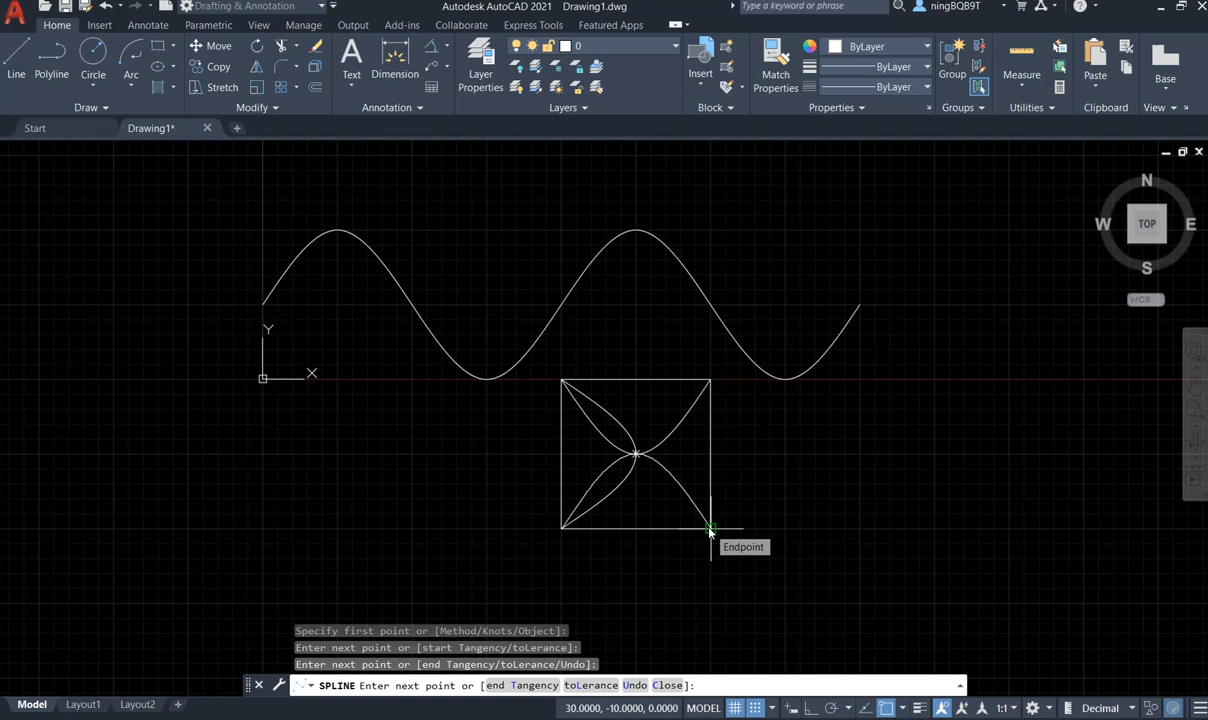 Drafting & Annotation
Autodesk AutoCAD 2021 Drawing1.dwg
Type a keyword or phrase
ningBQB9T
Home Insert Annotate Parametric View Manage Output Add-ins Collaborate Express Tools Featured Apps
Line Polyline Circle Arc
Move
Copy
Stretch
Text Dimension
Layer Properties
0
Insert
Match Properties
ByLayer
ByLayer
ByLayer
Group
Measure
Paste
Base
Draw Modify Annotation Layers Block Properties Groups Utilities Clipboard View
Start Drawing1*
N
W TOP E
S
WCS
Y
X
Endpoint
Specify first point or [Method/Knots/Object]:
Enter next point or [start Tangency/toLerance]:
Enter next point or [end Tangency/toLerance/Undo]:
SPLINE Enter next point or [end Tangency toLerance Undo Close]:
Model Layout1 Layout2 +
30.0000, -10.0000, 0.0000 MODEL 1:1 Decimal